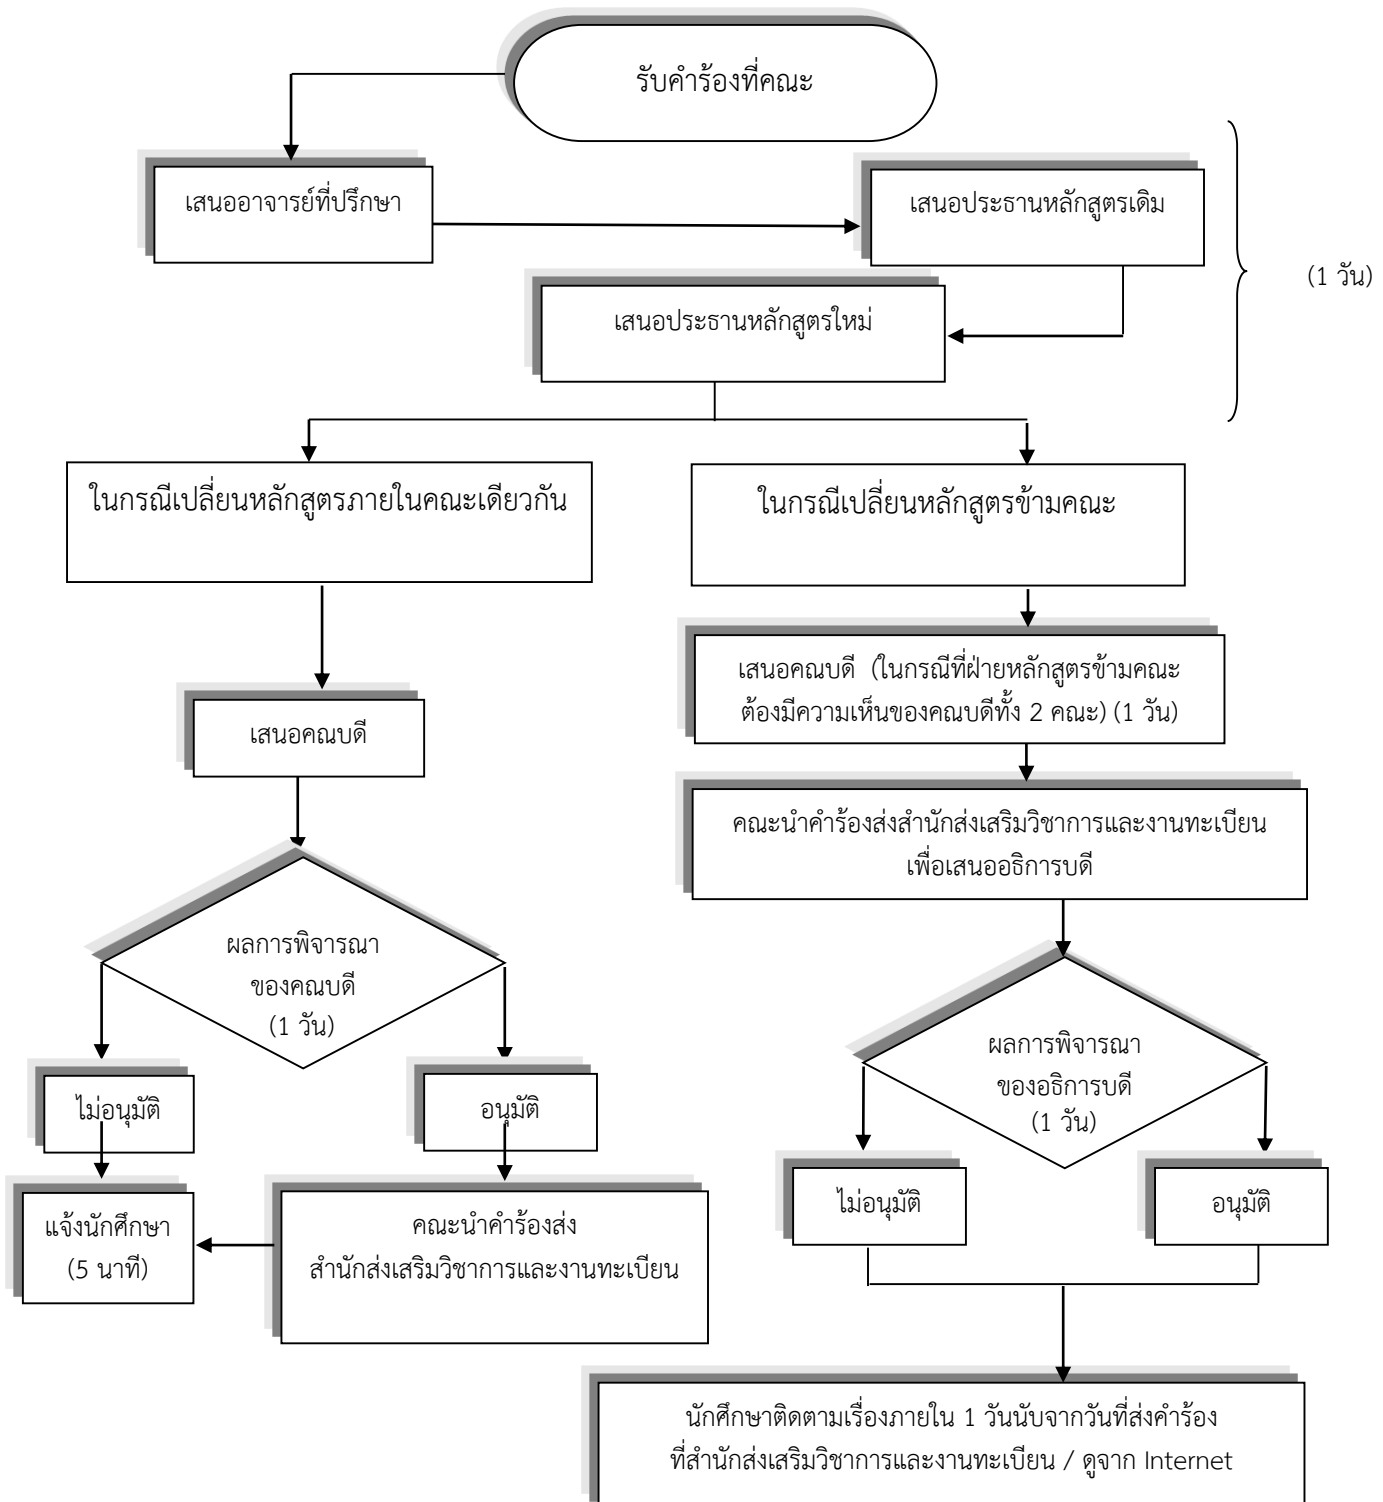 รับคำร้องที่คณะ
เสนออาจารย์ที่ปรึกษา
เสนอประธานหลักสูตรเดิม
(1 วัน)
เสนอประธานหลักสูตรใหม่
ในกรณีเปลี่ยนหลักสูตรภายในคณะเดียวกัน
ในกรณีเปลี่ยนหลักสูตรข้ามคณะ
เสนอคณบดี
เสนอคณบดี (ในกรณีที่ฝ่ายหลักสูตรข้ามคณะ
ต้องมีความเห็นของคณบดีทั้ง 2 คณะ) (1 วัน)
คณะนำคำร้องส่งสำนักส่งเสริมวิชาการและงานทะเบียน
เพื่อเสนออธิการบดี
ผลการพิจารณา
ของคณบดี
(1 วัน)
ไม่อนุมัติ
อนุมัติ
แจ้งนักศึกษา
(5 นาที)
คณะนำคำร้องส่ง
สำนักส่งเสริมวิชาการและงานทะเบียน
ผลการพิจารณา
ของอธิการบดี
(1 วัน)
ไม่อนุมัติ
อนุมัติ
นักศึกษาติดตามเรื่องภายใน 1 วันนับจากวันที่ส่งคำร้อง
ที่สำนักส่งเสริมวิชาการและงานทะเบียน / ดูจาก Internet